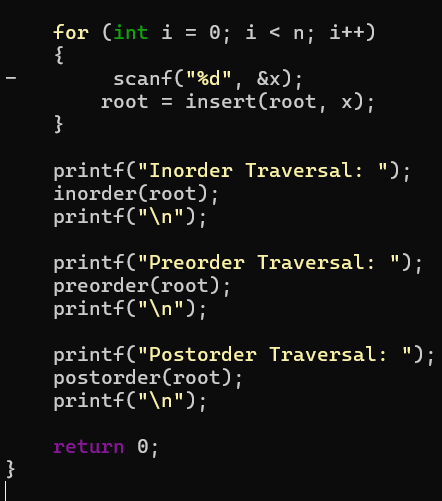 for (int i = 0; i < n; i++)
    {
–        scanf("%d", &x);
        root = insert(root, x);
    }

    printf("Inorder Traversal: ");
    inorder(root);
    printf("\n");

    printf("Preorder Traversal: ");
    preorder(root);
    printf("\n");

    printf("Postorder Traversal: ");
    postorder(root);
    printf("\n");

    return 0;
}